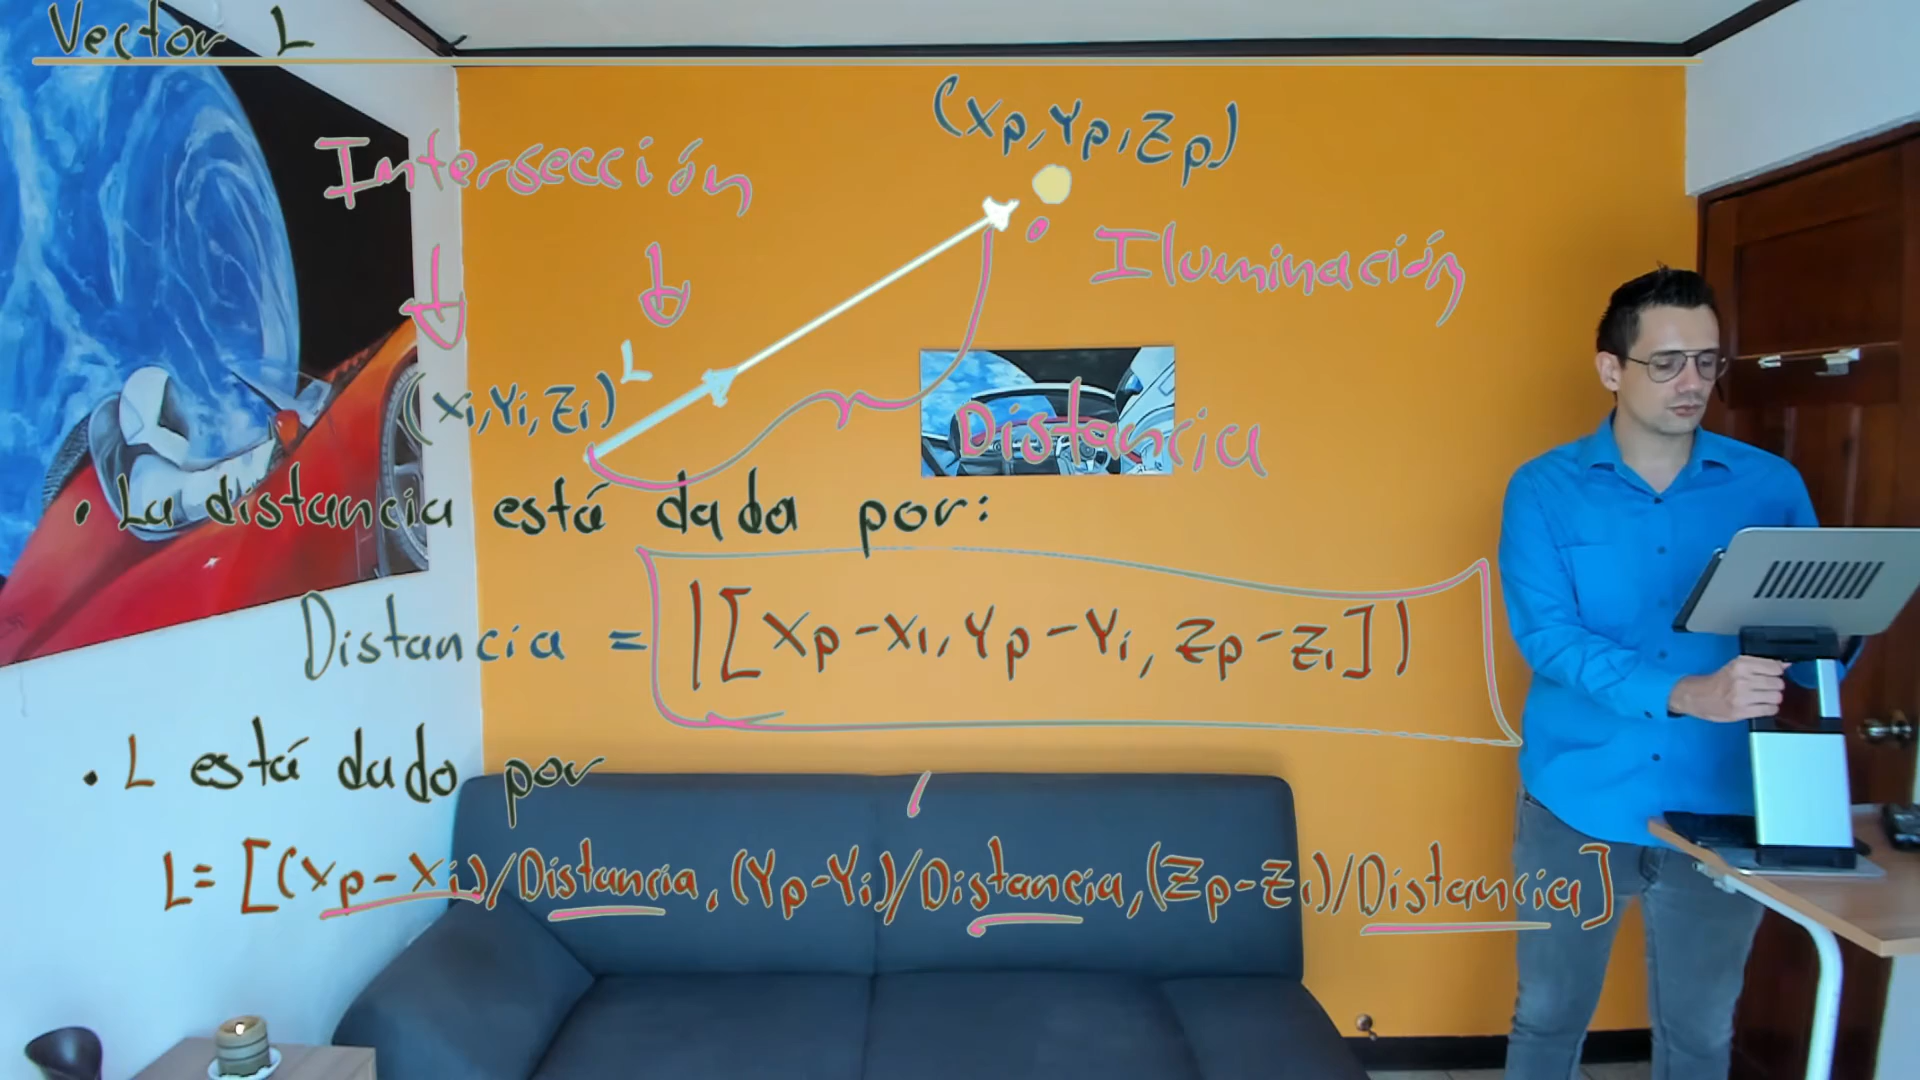 Vector L
(Xp, Yp, Zp)
Intersección
Iluminación
L
(Xi, Yi, Zi)
Distancia
• La distancia está dada por:
Distancia = |[Xp-Xi, Yp-Yi, Zp-Zi]|
• L está dado por
L= [(Xp-Xi)/Distancia, (Yp-Yi)/Distancia, (Zp-Zi)/Distancia]